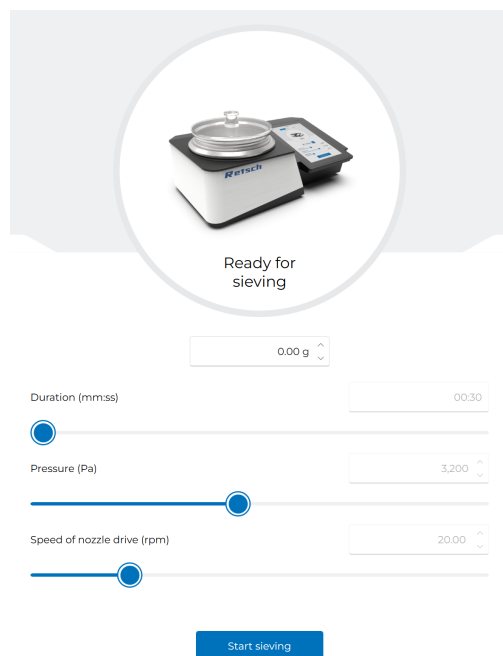 Retsch
Ready for
sieving
0.00 g
Duration (mm:ss)
00:30
Pressure (Pa)
3,200
Speed of nozzle drive (rpm)
20.00
Start sieving